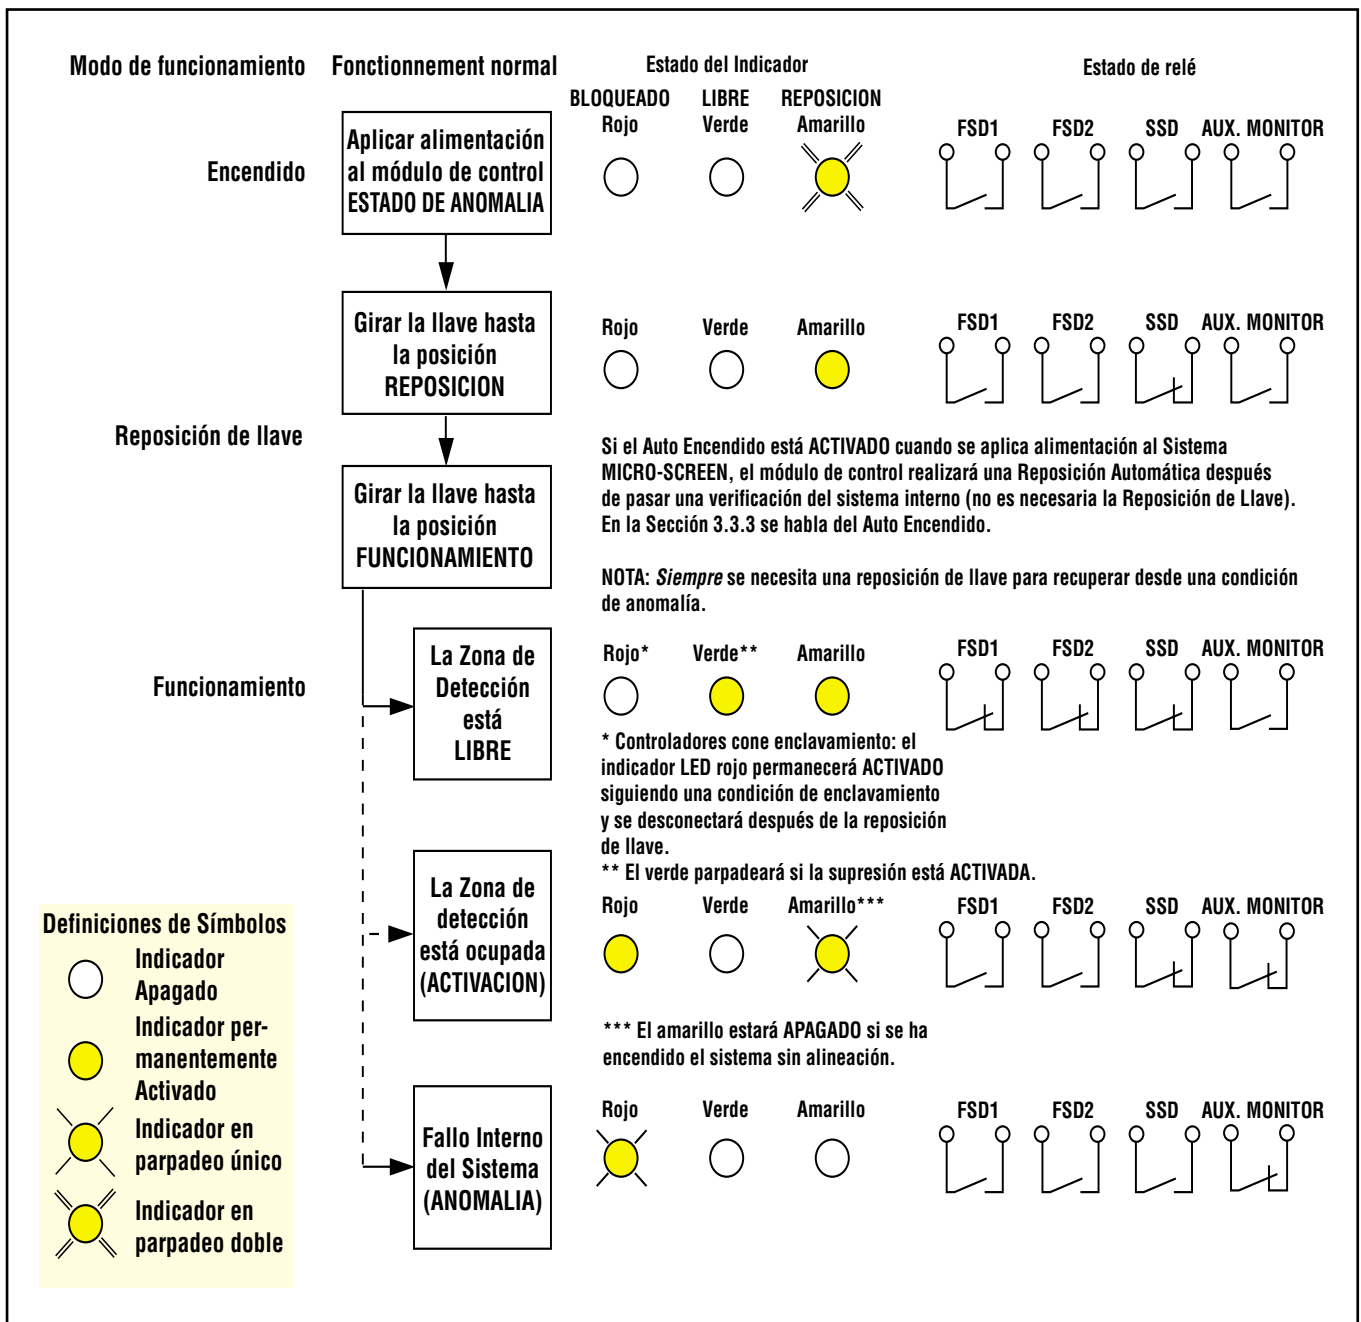 Modo de funcionamiento
Fonctionnement normal
Estado del Indicador
Estado de relé
BLOQUEADO
LIBRE
REPOSICION
Rojo
Verde
Amarillo
FSD1
FSD2
SSD
AUX. MONITOR
Encendido
Aplicar alimentación
al módulo de control
ESTADO DE ANOMALIA
Girar la llave hasta
la posición
REPOSICION
Rojo
Verde
Amarillo
FSD1
FSD2
SSD
AUX. MONITOR
Reposición de llave
Si el Auto Encendido está ACTIVADO cuando se aplica alimentación al Sistema
MICRO-SCREEN, el módulo de control realizará una Reposición Automática después
de pasar una verificación del sistema interno (no es necesaria la Reposición de Llave).
En la Sección 3.3.3 se habla del Auto Encendido.
Girar la llave hasta
la posición
FUNCIONAMIENTO
NOTA: Siempre se necesita una reposición de llave para recuperar desde una condición
de anomalía.
Funcionamiento
La Zona de
Detección
está
LIBRE
Rojo*
Verde**
Amarillo
FSD1
FSD2
SSD
AUX. MONITOR
* Controladores cone enclavamiento: el
indicador LED rojo permanecerá ACTIVADO
siguiendo una condición de enclavamiento
y se desconectará después de la reposición
de llave.
** El verde parpadeará si la supresión está ACTIVADA.
La Zona de
detección
está ocupada
(ACTIVACION)
Rojo
Verde
Amarillo***
FSD1
FSD2
SSD
AUX. MONITOR
*** El amarillo estará APAGADO si se ha
encendido el sistema sin alineación.
Fallo Interno
del Sistema
(ANOMALIA)
Rojo
Verde
Amarillo
FSD1
FSD2
SSD
AUX. MONITOR
Definiciones de Símbolos
Indicador
Apagado
Indicador per-
manentemente
Activado
Indicador en
parpadeo único
Indicador en
parpadeo doble